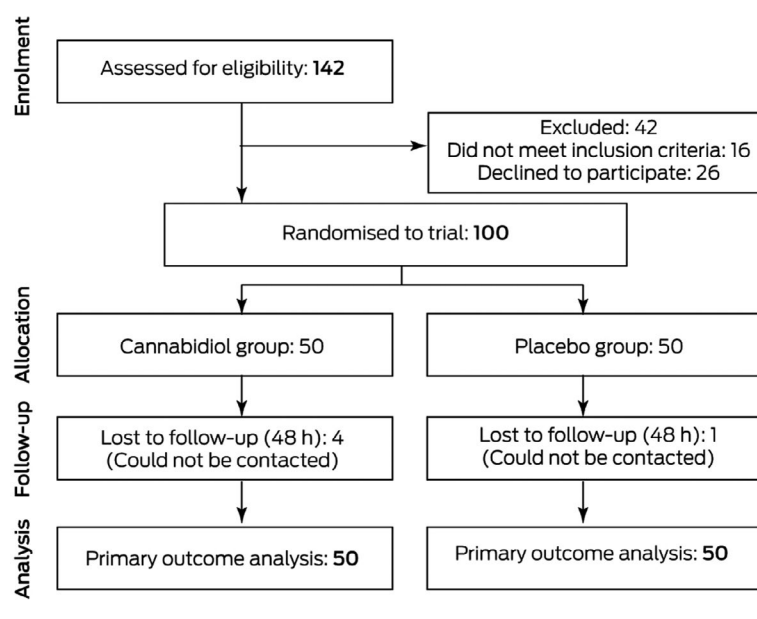 Enrolment
Assessed for eligibility: 142
Excluded: 42
Did not meet inclusion criteria: 16
Declined to participate: 26
Randomised to trial: 100
Allocation
Cannabidiol group: 50
Placebo group: 50
Follow-up
Lost to follow-up (48 h): 4
(Could not be contacted)
Lost to follow-up (48 h): 1
(Could not be contacted)
Analysis
Primary outcome analysis: 50
Primary outcome analysis: 50